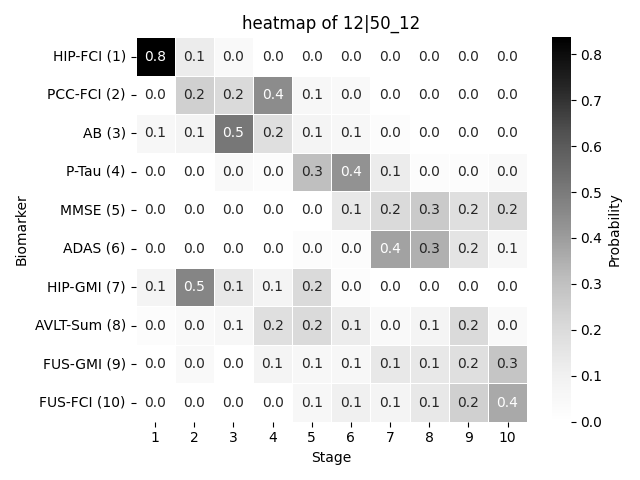 heatmap of 12|50_12
HIP-FCI (1) 0.8 0.1 0.0 0.0 0.0 0.0 0.0 0.0 0.0 0.0
PCC-FCI (2) 0.0 0.2 0.2 0.4 0.1 0.0 0.0 0.0 0.0 0.0
AB (3) 0.1 0.1 0.5 0.2 0.1 0.1 0.0 0.0 0.0 0.0
P-Tau (4) 0.0 0.0 0.0 0.0 0.3 0.4 0.1 0.0 0.0 0.0
MMSE (5) 0.0 0.0 0.0 0.0 0.0 0.1 0.2 0.3 0.2 0.2
ADAS (6) 0.0 0.0 0.0 0.0 0.0 0.0 0.4 0.3 0.2 0.1
HIP-GMI (7) 0.1 0.5 0.1 0.1 0.2 0.0 0.0 0.0 0.0 0.0
AVLT-Sum (8) 0.0 0.0 0.1 0.2 0.2 0.1 0.0 0.1 0.2 0.0
FUS-GMI (9) 0.0 0.0 0.0 0.1 0.1 0.1 0.1 0.1 0.2 0.3
FUS-FCI (10) 0.0 0.0 0.0 0.0 0.1 0.1 0.1 0.1 0.2 0.4
1 2 3 4 5 6 7 8 9 10
Stage
Biomarker
0.8
0.7
0.6
0.5
0.4
0.3
0.2
0.1
0.0
Probability